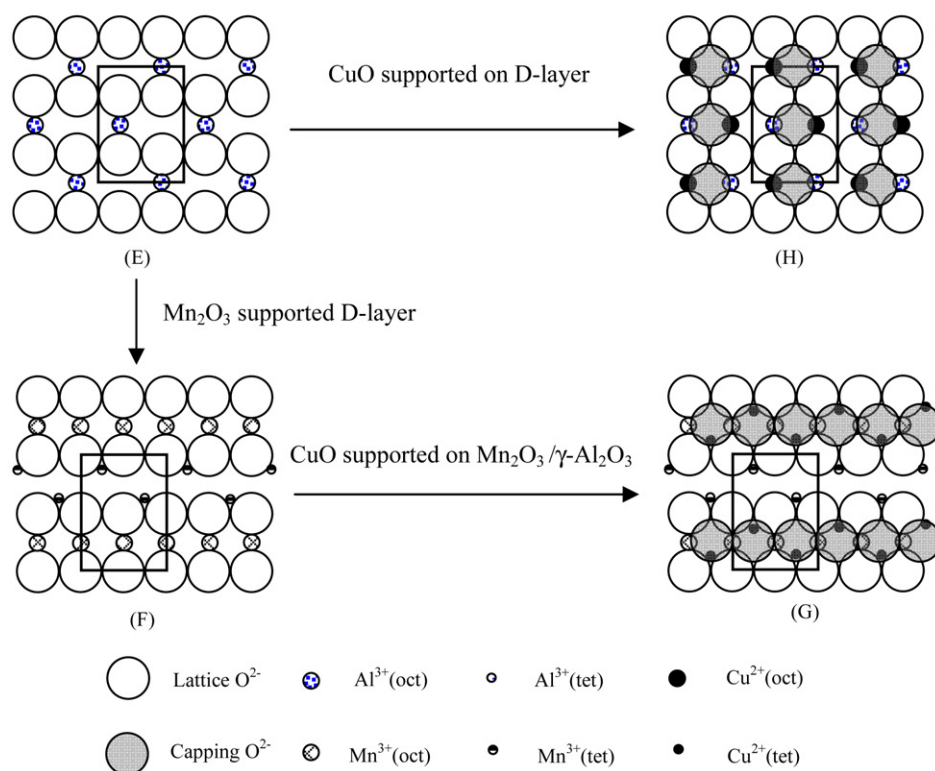 CuO supported on D-layer
(E)
(H)
Mn₂O₃ supported D-layer
CuO supported on Mn₂O₃ /γ-Al₂O₃
(F)
(G)
Lattice O²⁻
Al³⁺(oct)
Al³⁺(tet)
Cu²⁺(oct)
Capping O²⁻
Mn³⁺(oct)
Mn³⁺(tet)
Cu²⁺(tet)